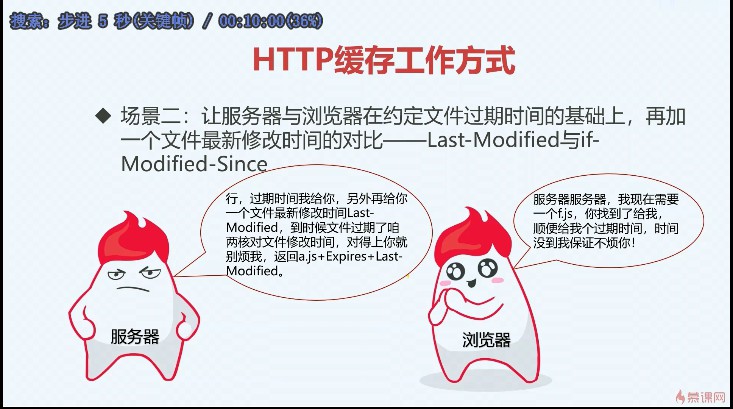 搜索: 步进 5 秒(关键帧) / 00:10:00(36%)
HTTP缓存工作方式
◆ 场景二：让服务器与浏览器在约定文件过期时间的基础上，再加
一个文件最新修改时间的对比——Last-Modified与if-
Modified-Since
行，过期时间我给你，另外再给你
一个文件最新修改时间Last-
Modified，到时候文件过期了咱
两核对文件修改时间，对得上你就
别烦我，返回a.js+Expires+Last-
Modified。
服务器服务器，我现在需要
一个f.js，你找到了给我，
顺便给我个过期时间，时间
没到我保证不烦你！
服务器
浏览器
慕课网